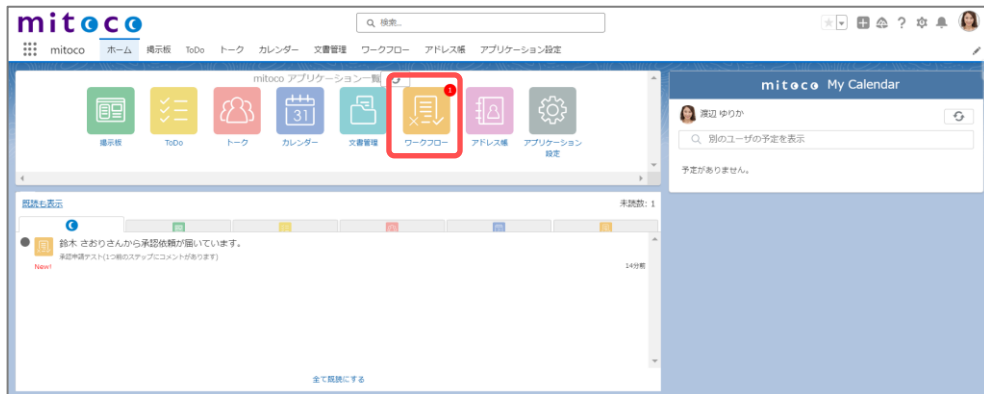 mitoco
検索...
mitoco ホーム 掲示板 ToDo トーク カレンダー 文書管理 ワークフロー アドレス帳 アプリケーション設定
mitoco アプリケーション一覧
1
31
掲示板 ToDo トーク カレンダー 文書管理 ワークフロー アドレス帳 アプリケーション設定
mitoco My Calendar
渡辺 ゆりか
別のユーザの予定を表示
予定がありません。
既読も表示 未読数: 1
鈴木 さおりさんから承認依頼が届いています。
承認申請テスト(1つ前のステップにコメントがあります)
New! 14分前
全て既読にする